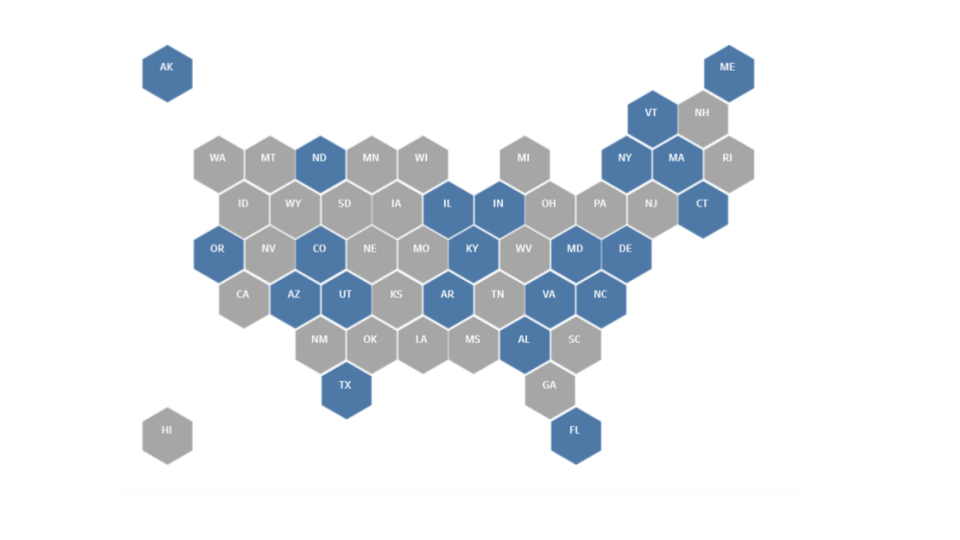 AK
ME
VT NH
WA MT ND MN WI MI NY MA RJ
ID WY SD IA IL IN OH PA NJ CT
OR NV CO NE MO KY WV MD DE
CA AZ UT KS AR TN VA NC
NM OK LA MS AL SC
TX GA
HI FL